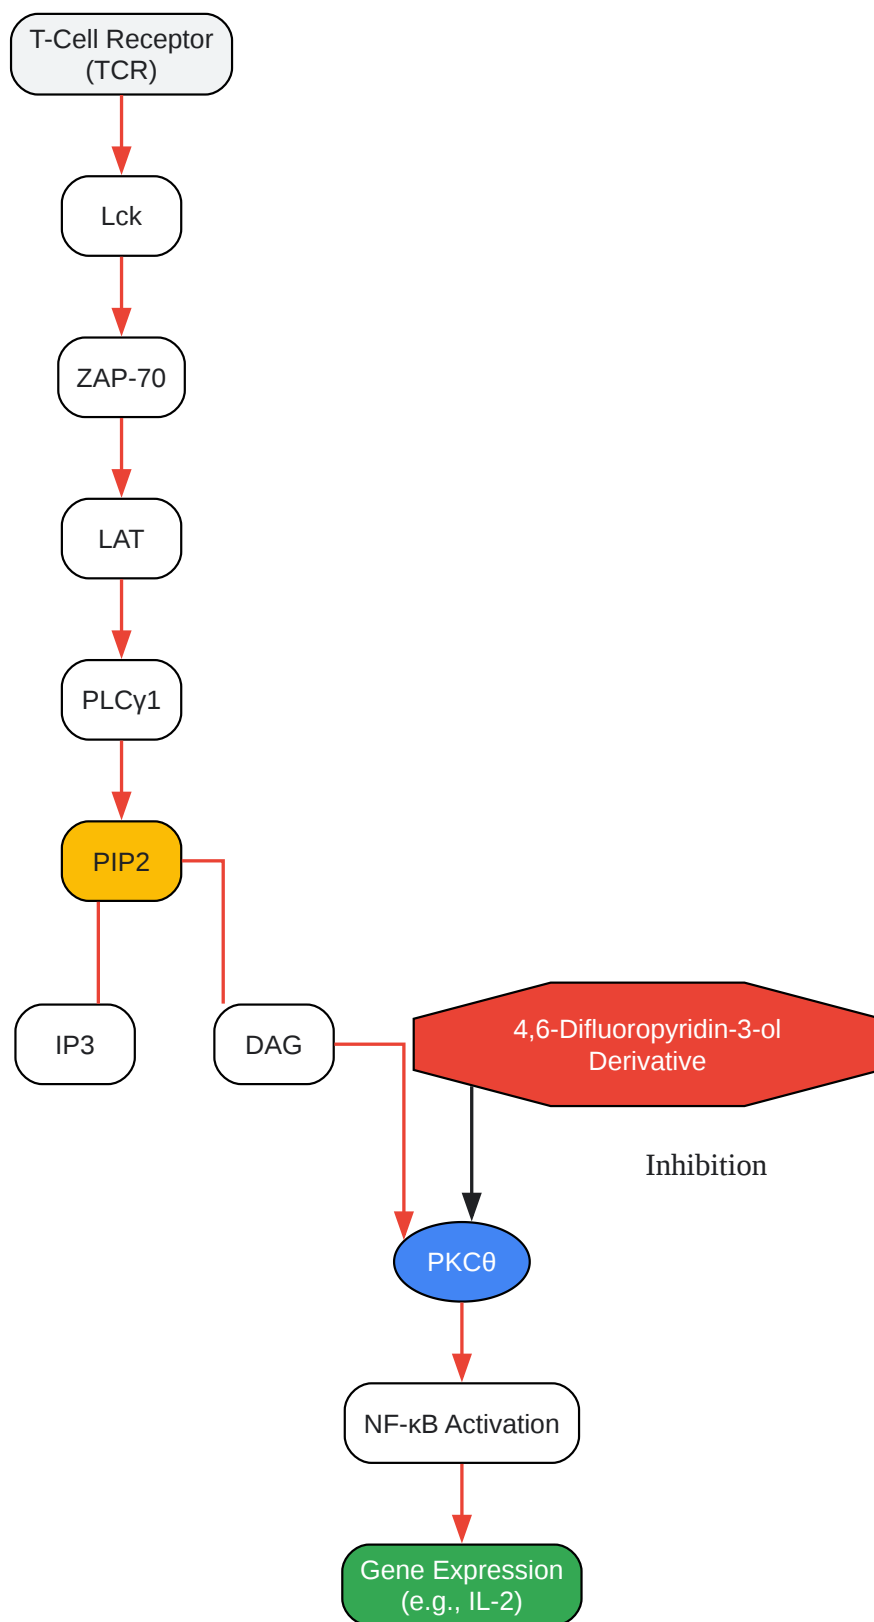 T-Cell Receptor
(TCR)
Lck
ZAP-70
LAT
PLCγ1
PIP2
IP3
DAG
4,6-Difluoropyridin-3-ol
Derivative
Inhibition
PKCθ
NF-κB Activation
Gene Expression
(e.g., IL-2)